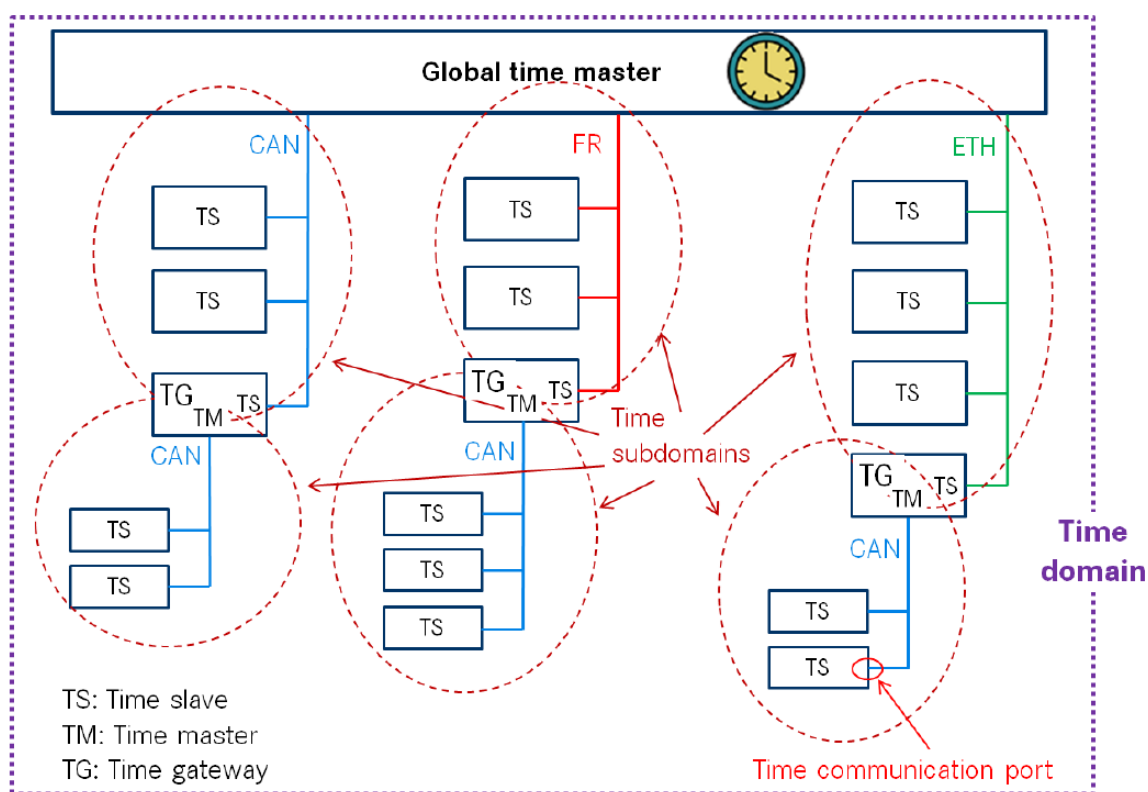 Global time master
CAN
FR
ETH
TS
TS
TS
TS
TS
TS
TS
TG
TM
TS
TG
TM
TS
CAN
CAN
Time
subdomains
TG
TM
TS
CAN
TS
TS
TS
TS
TS
TS
TS
Time
domain
TS: Time slave
TM: Time master
TG: Time gateway
Time communication port